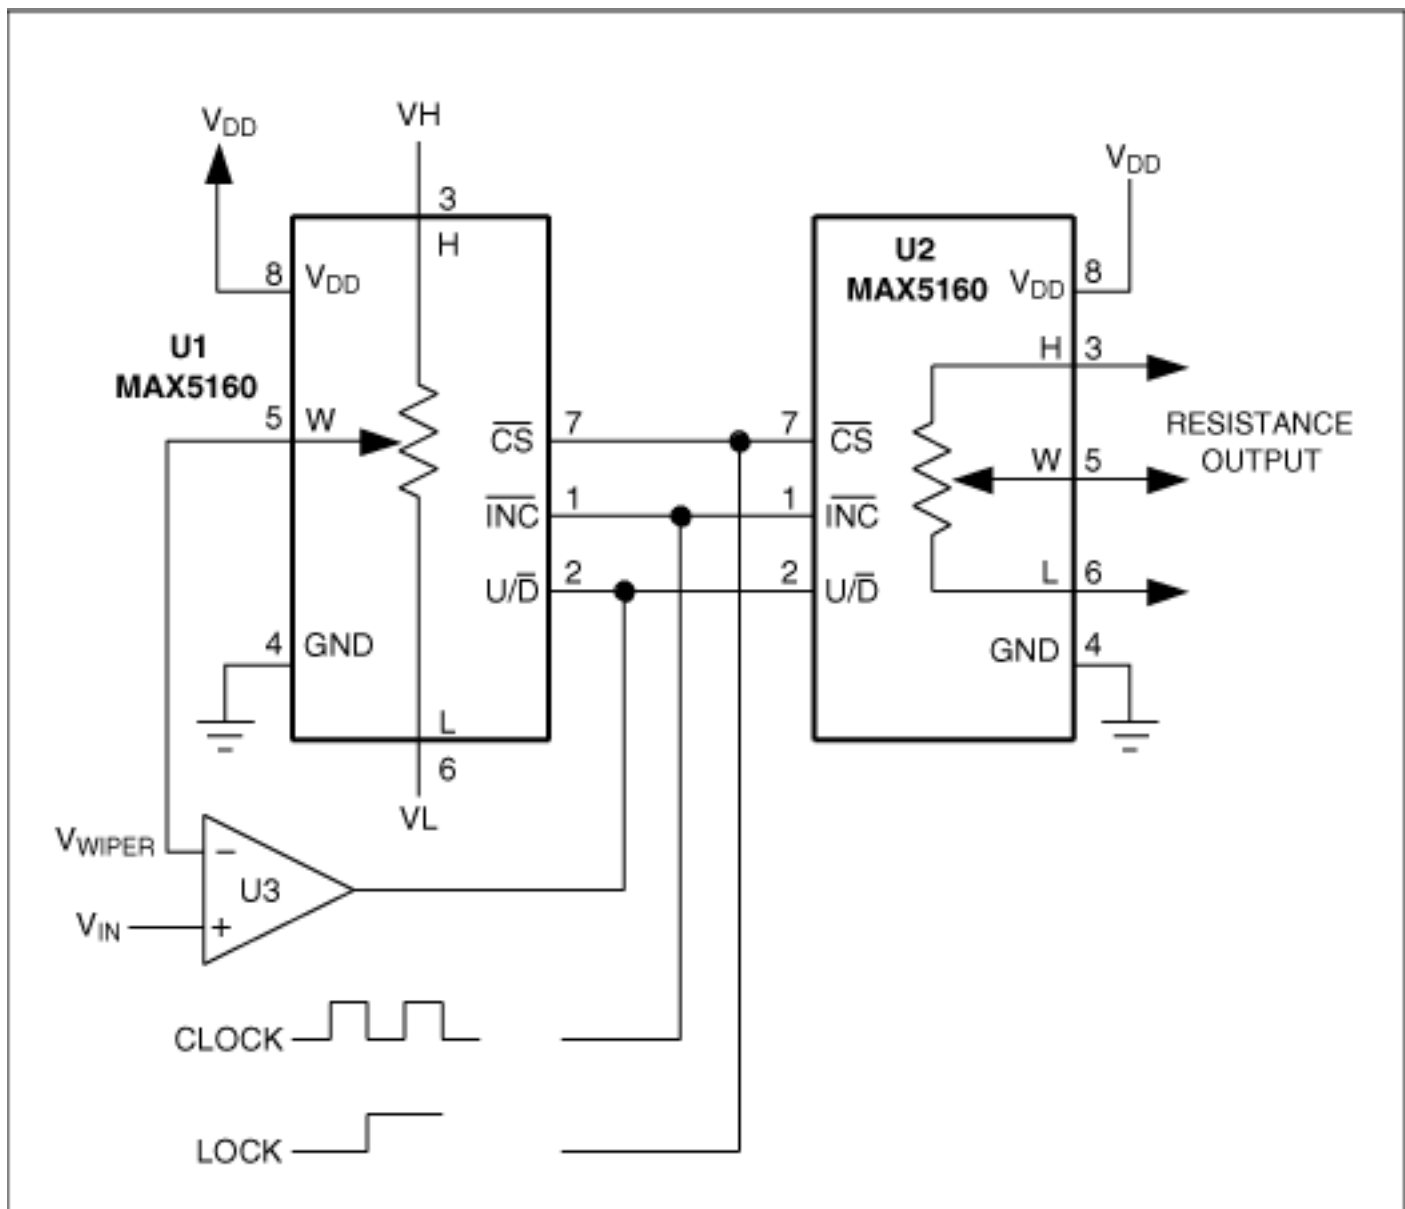 VDD
VH
VDD
3
H
U2
MAX5160
8
VDD
VDD
8
U1
MAX5160
H
3
5
W
CS
7
7
CS
RESISTANCE
OUTPUT
W
5
INC
1
1
INC
U/D
2
2
U/D
L
6
4
GND
GND
4
L
6
VL
VWIPER
−
U3
VIN
+
CLOCK
LOCK